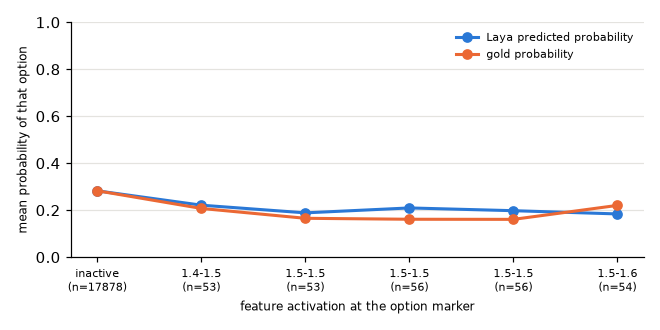 1.0
0.8
0.6
0.4
0.2
0.0
mean probability of that option
Laya predicted probability
gold probability
inactive
(n=17878)
1.4-1.5
(n=53)
1.5-1.5
(n=53)
1.5-1.5
(n=56)
1.5-1.5
(n=56)
1.5-1.6
(n=54)
feature activation at the option marker